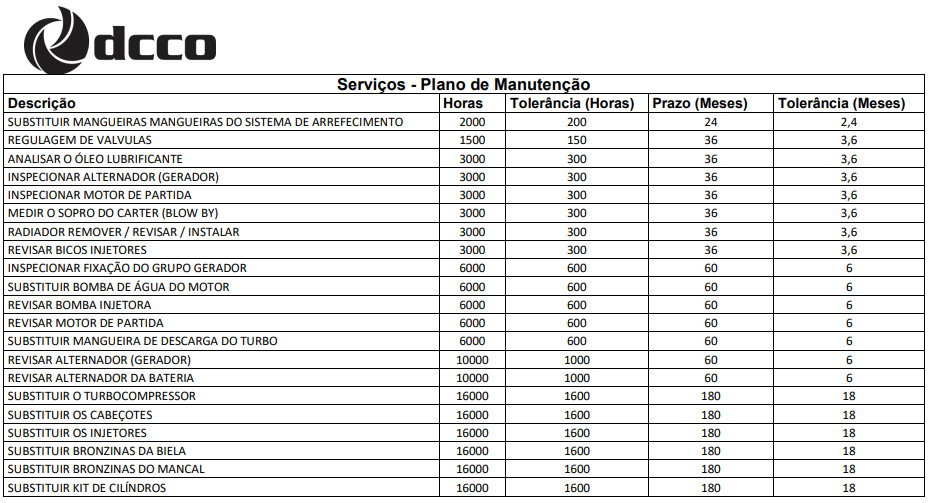 dcco
Serviços - Plano de Manutenção
Descrição Horas Tolerância (Horas) Prazo (Meses) Tolerância (Meses)
SUBSTITUIR MANGUEIRAS MANGUEIRAS DO SISTEMA DE ARREFECIMENTO 2000 200 24 2,4
REGULAGEM DE VALVULAS 1500 150 36 3,6
ANALISAR O ÓLEO LUBRIFICANTE 3000 300 36 3,6
INSPECIONAR ALTERNADOR (GERADOR) 3000 300 36 3,6
INSPECIONAR MOTOR DE PARTIDA 3000 300 36 3,6
MEDIR O SOPRO DO CARTER (BLOW BY) 3000 300 36 3,6
RADIADOR REMOVER / REVISAR / INSTALAR 3000 300 36 3,6
REVISAR BICOS INJETORES 3000 300 36 3,6
INSPECIONAR FIXAÇÃO DO GRUPO GERADOR 6000 600 60 6
SUBSTITUIR BOMBA DE ÁGUA DO MOTOR 6000 600 60 6
REVISAR BOMBA INJETORA 6000 600 60 6
REVISAR MOTOR DE PARTIDA 6000 600 60 6
SUBSTITUIR MANGUEIRA DE DESCARGA DO TURBO 6000 600 60 6
REVISAR ALTERNADOR (GERADOR) 10000 1000 60 6
REVISAR ALTERNADOR DA BATERIA 10000 1000 60 6
SUBSTITUIR O TURBOCOMPRESSOR 16000 1600 180 18
SUBSTITUIR OS CABEÇOTES 16000 1600 180 18
SUBSTITUIR OS INJETORES 16000 1600 180 18
SUBSTITUIR BRONZINAS DA BIELA 16000 1600 180 18
SUBSTITUIR BRONZINAS DO MANCAL 16000 1600 180 18
SUBSTITUIR KIT DE CILÍNDROS 16000 1600 180 18